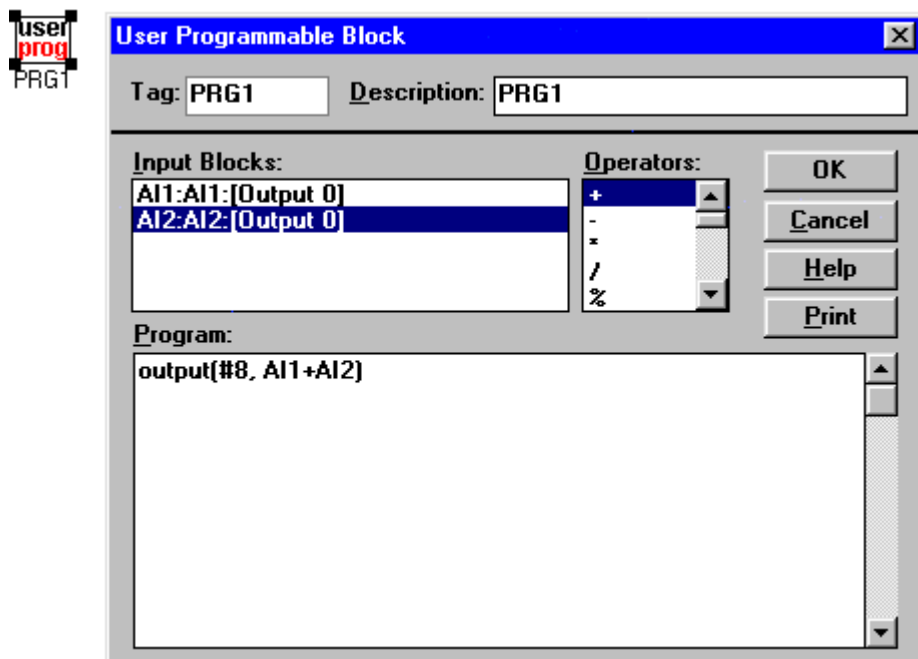 user
prog
PRG1
User Programmable Block
Tag: PRG1 Description: PRG1
Input Blocks: Operators:
AI1:AI1:[Output 0]
AI2:AI2:[Output 0]
+
-
*
/
%
OK
Cancel
Help
Print
Program:
output(#8, AI1+AI2)